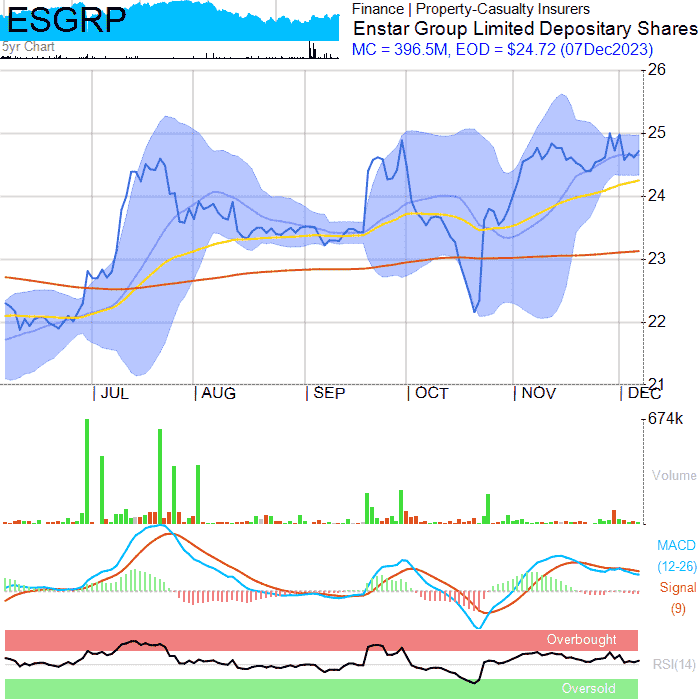 ESGRP
5yr Chart
Finance | Property-Casualty Insurers
Enstar Group Limited Depositary Shares
MC = 396.5M, EOD = $24.72 (07Dec2023)
26
25
24
23
22
21
JUL AUG SEP OCT NOV DEC
674k
Volume
MACD
(12-26)
Signal
(9)
Overbought
RSI(14)
Oversold